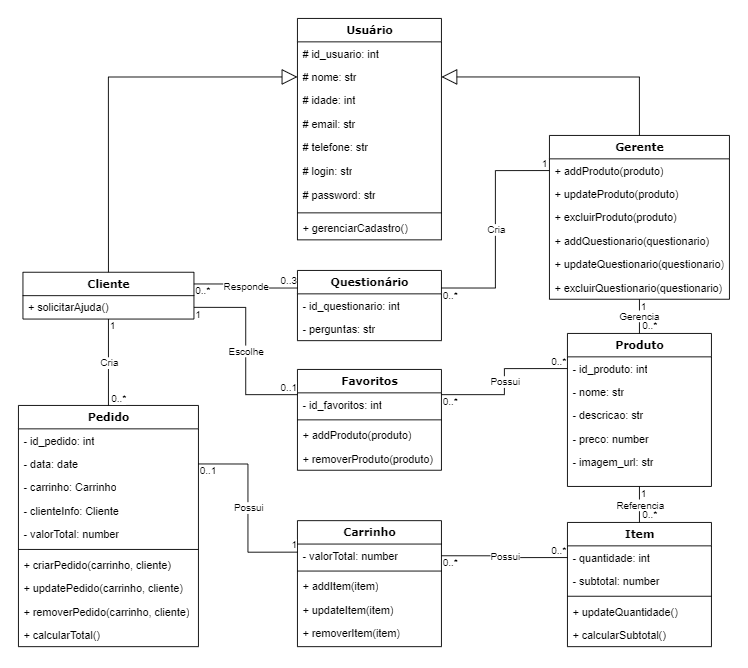 Usuário
# id_usuario: int
# nome: str
# idade: int
# email: str
# telefone: str
# login: str
# password: str
+ gerenciarCadastro()
Gerente
+ addProduto(produto)
+ updateProduto(produto)
+ excluirProduto(produto)
+ addQuestionario(questionario)
+ updateQuestionario(questionario)
+ excluirQuestionario(questionario)
1
Cria
0..*
Cliente
+ solicitarAjuda()
0..*
Responde
0..3
Questionário
- id_questionario: int
- perguntas: str
1
Gerencia
0..*
1
Escolhe
0..1
1
Cria
0..*
Favoritos
- id_favoritos: int
+ addProduto(produto)
+ removerProduto(produto)
0..*
Possui
0..*
Produto
- id_produto: int
- nome: str
- descricao: str
- preco: number
- imagem_url: str
Pedido
- id_pedido: int
- data: date
- carrinho: Carrinho
- clienteInfo: Cliente
- valorTotal: number
+ criarPedido(carrinho, cliente)
+ updatePedido(carrinho, cliente)
+ removerPedido(carrinho, cliente)
+ calcularTotal()
0..1
Possui
1
Carrinho
- valorTotal: number
+ addItem(item)
+ updateItem(item)
+ removerItem(item)
0..*
Possui
0..*
1
Referencia
0..*
Item
- quantidade: int
- subtotal: number
+ updateQuantidade()
+ calcularSubtotal()